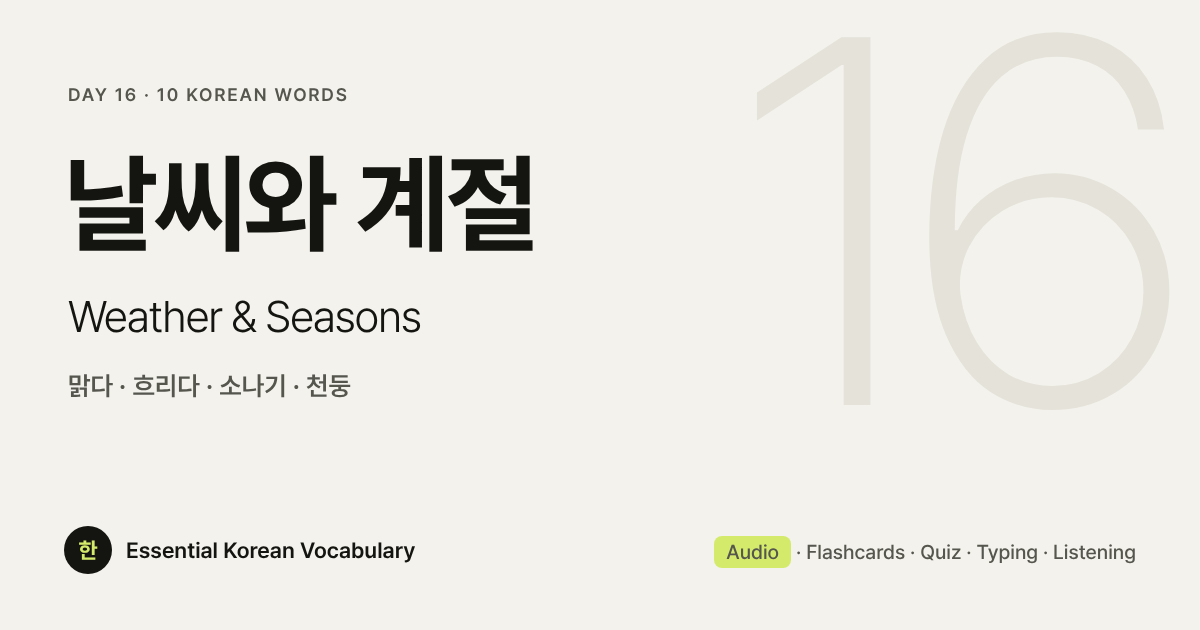 DAY 16 · 10 KOREAN WORDS
16
날씨와 계절
Weather & Seasons
맑다 · 흐리다 · 소나기 · 천둥
한 Essential Korean Vocabulary
Audio · Flashcards · Quiz · Typing · Listening